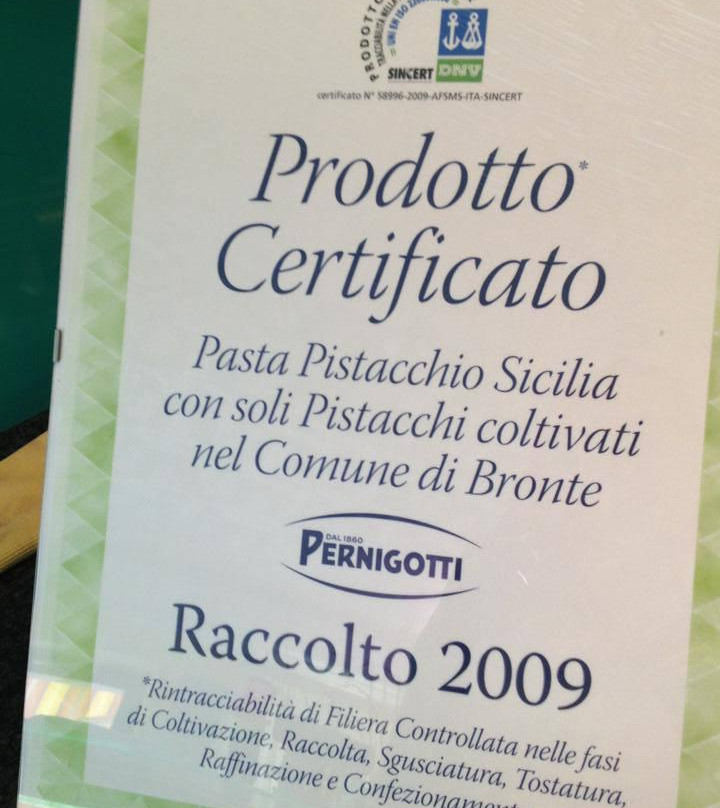 PRODOTTO
SINCERT DNV
certificato N° 58996-2009-AFSMS-ITA-SINCERT
Prodotto*
Certificato
Pasta Pistacchio Sicilia
con soli Pistacchi coltivati
nel Comune di Bronte
DAL 1860
PERNIGOTTI
Raccolto 2009
*Rintracciabilità di Filiera Controllata nelle fasi
di Coltivazione, Raccolta, Sgusciatura, Tostatura,
Raffinazione e